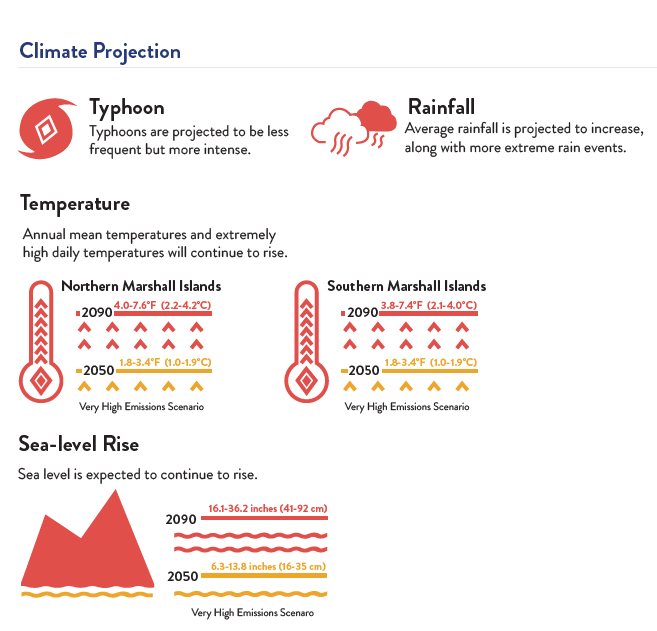 Climate Projection
Typhoon
Typhoons are projected to be less
frequent but more intense.
Rainfall
Average rainfall is projected to increase,
along with more extreme rain events.
Temperature
Annual mean temperatures and extremely
high daily temperatures will continue to rise.
Northern Marshall Islands
4.0-7.6°F (2.2-4.2°C)
2090
1.8-3.4°F (1.0-1.9°C)
2050
Very High Emissions Scenario
Southern Marshall Islands
3.8-7.4°F (2.1-4.0°C)
2090
1.8-3.4°F (1.0-1.9°C)
2050
Very High Emissions Scenario
Sea-level Rise
Sea level is expected to continue to rise.
16.1-36.2 inches (41-92 cm)
2090
6.3-13.8 inches (16-35 cm)
2050
Very High Emissions Scenaro